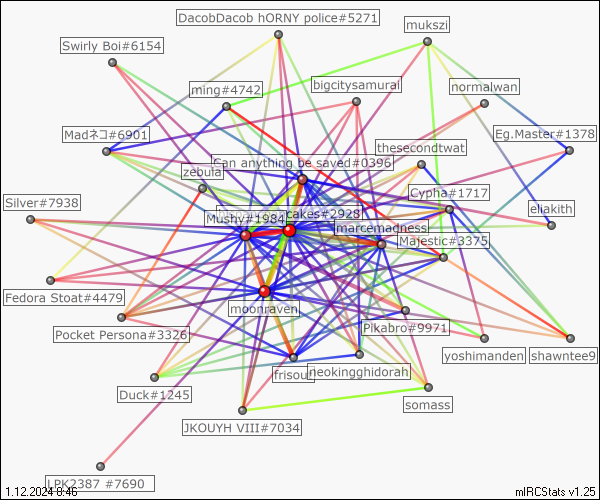 DacobDacob hORNY police#5271
mukszi
Swirly Boi#6154
ming#4742
bigcitysamurai
normalwan
Madネコ#6901
Eg.Master#1378
thesecondtwat
Can anything be saved#0396
zebula
Cypha#1717
Silver#7938
eliakith
Mushy#1984
cakes#2928
marcemadness
Majestic#3375
Fedora Stoat#4479
moonraven
Pocket Persona#3326
Pikabro#9971
yoshimanden
shawntee9
frisour
neokingghidorah
Duck#1245
somass
JKOUYH VIII#7034
LPK2387 #7690
1.12.2024 8:46
mIRCStats v1.25